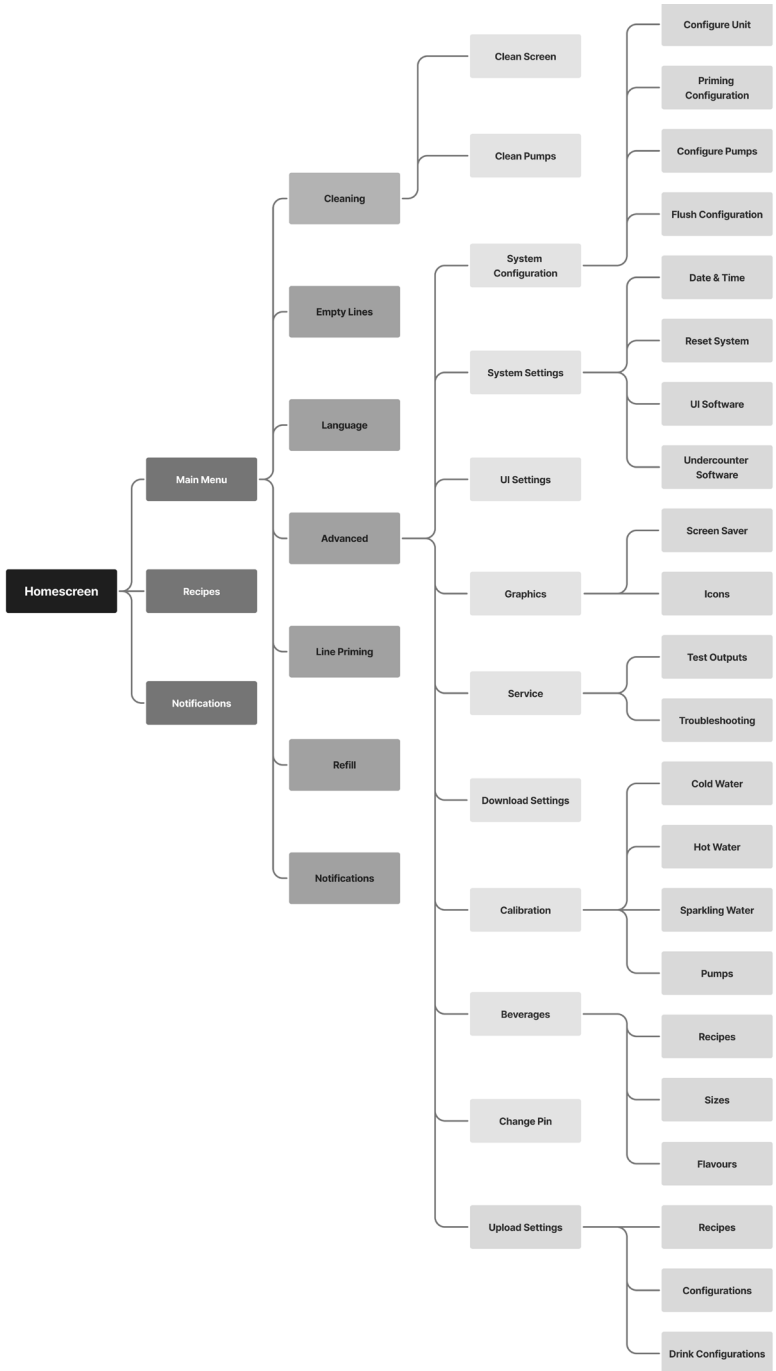 Homescreen
Main Menu
Recipes
Notifications
Cleaning
Empty Lines
Language
Advanced
Line Priming
Refill
Notifications
Clean Screen
Clean Pumps
System
Configuration
System Settings
UI Settings
Graphics
Service
Download Settings
Calibration
Beverages
Change Pin
Upload Settings
Configure Unit
Priming
Configuration
Configure Pumps
Flush Configuration
Date & Time
Reset System
UI Software
Undercounter
Software
Screen Saver
Icons
Test Outputs
Troubleshooting
Cold Water
Hot Water
Sparkling Water
Pumps
Recipes
Sizes
Flavours
Recipes
Configurations
Drink Configurations